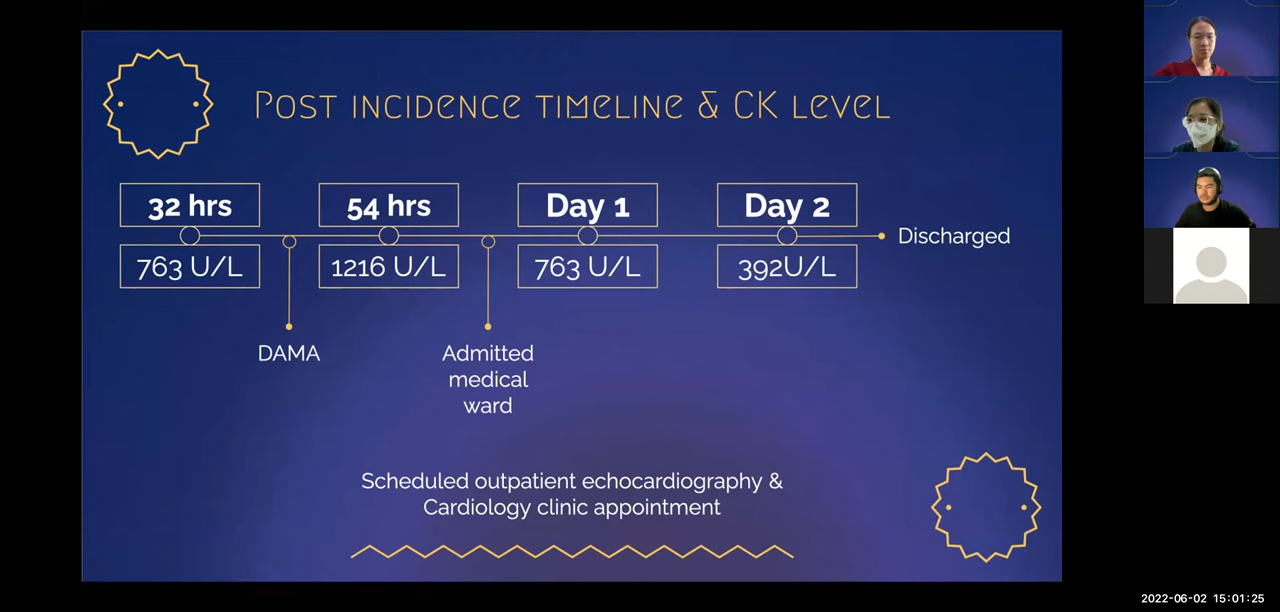 POST INCIDENCE TIMELINE & CK LEVEL
32 hrs
54 hrs
Day 1
Day 2
Discharged
763 U/L
1216 U/L
763 U/L
392U/L
DAMA
Admitted
medical
ward
Scheduled outpatient echocardiography &
Cardiology clinic appointment
2022-06-02 15:01:25